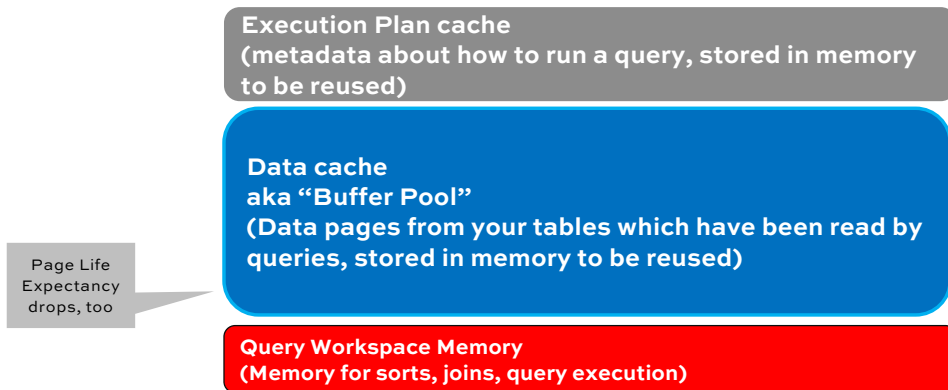 Execution Plan cache
(metadata about how to run a query, stored in memory
to be reused)
Data cache
aka “Buffer Pool”
(Data pages from your tables which have been read by
queries, stored in memory to be reused)
Page Life
Expectancy
drops, too
Query Workspace Memory
(Memory for sorts, joins, query execution)